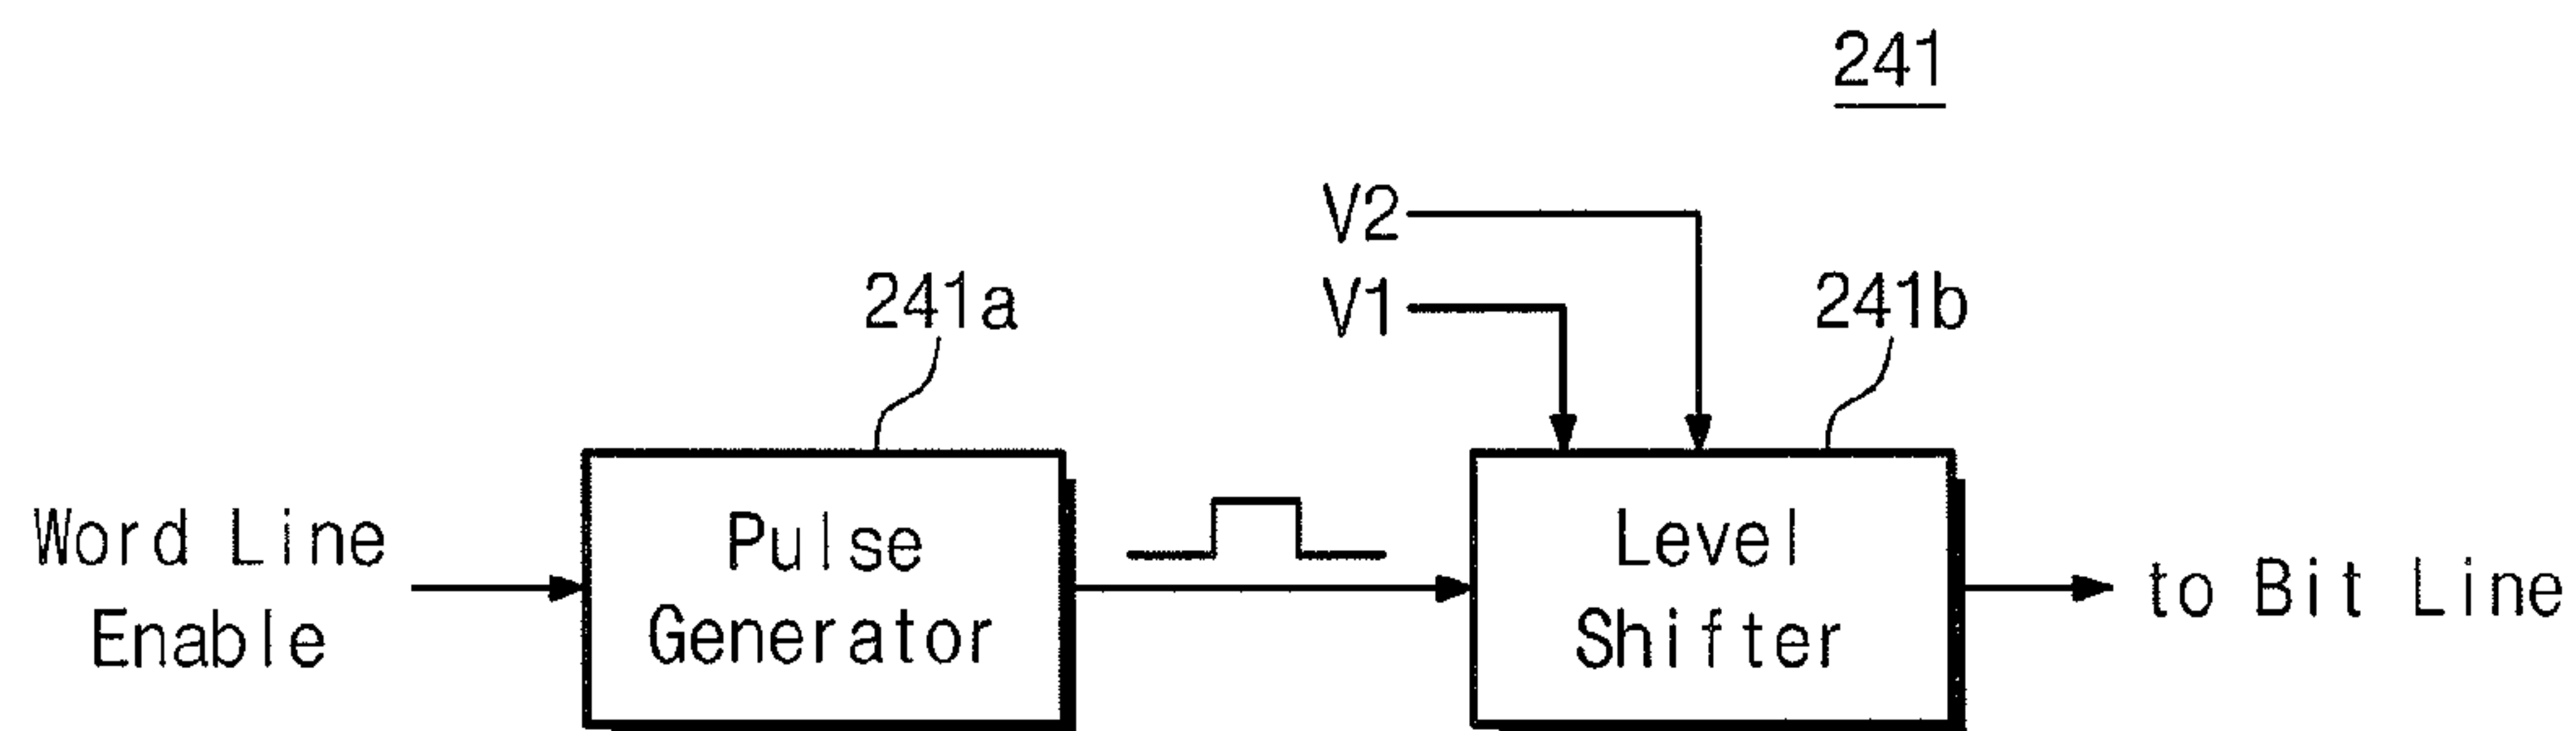 241
V2
V1
241a
241b
Word Line
Enable
Pulse
Generator
Level
Shifter
to Bit Line